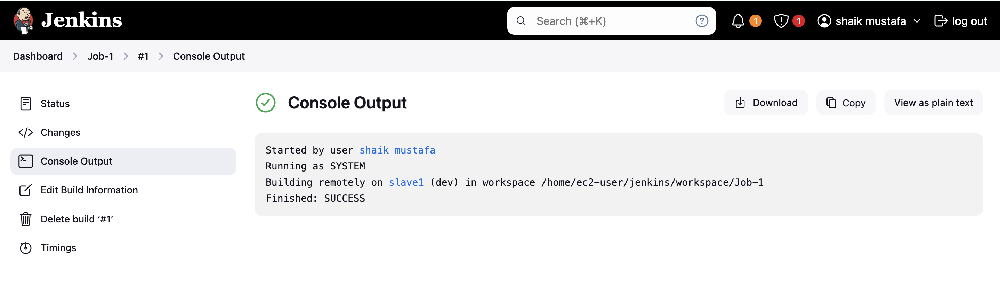 Jenkins
Search (⌘+K)
?
1
1
shaik mustafa
log out
Dashboard > Job-1 > #1 > Console Output
Status
Changes
Console Output
Edit Build Information
Delete build ‘#1’
Timings
Console Output
Download
Copy
View as plain text
Started by user shaik mustafa
Running as SYSTEM
Building remotely on slave1 (dev) in workspace /home/ec2-user/jenkins/workspace/Job-1
Finished: SUCCESS